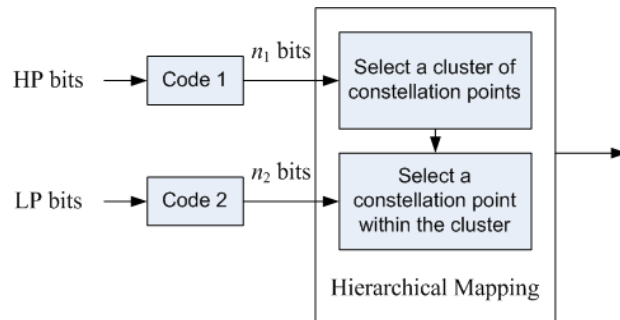 HP bits
Code 1
n₁ bits
Select a cluster of
constellation points
LP bits
Code 2
n₂ bits
Select a
constellation point
within the cluster
Hierarchical Mapping